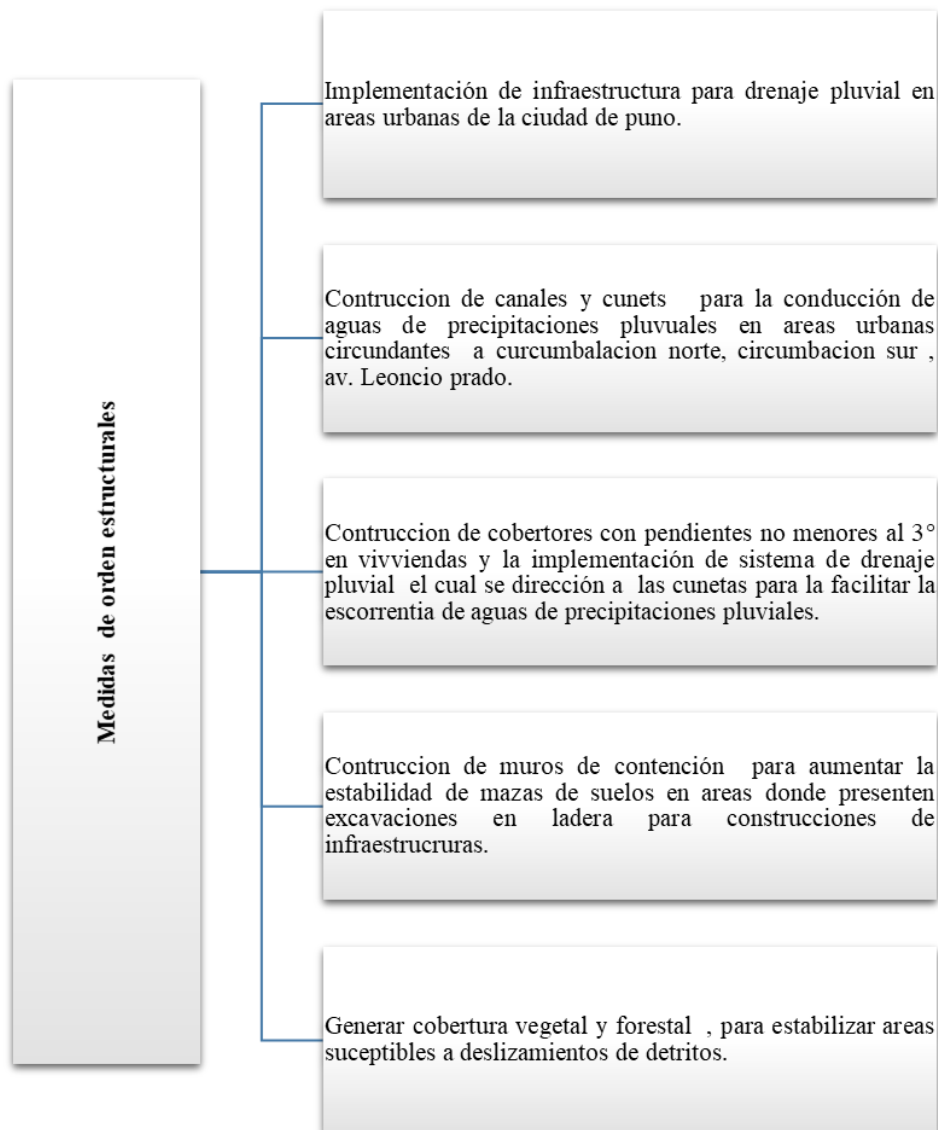 Medidas de orden estructurales
Implementación de infraestructura para drenaje pluvial en
areas urbanas de la ciudad de puno.
Contruccion de canales y cunets para la conducción de
aguas de precipitaciones pluvuales en areas urbanas
circundantes a curcumbalacion norte, circumbacion sur ,
av. Leoncio prado.
Contruccion de cobertores con pendientes no menores al 3°
en vivviendas y la implementación de sistema de drenaje
pluvial el cual se dirección a las cunetas para la facilitar la
escorrentia de aguas de precipitaciones pluviales.
Contruccion de muros de contención para aumentar la
estabilidad de mazas de suelos en areas donde presenten
excavaciones en ladera para construcciones de
infraestrucruras.
Generar cobertura vegetal y forestal , para estabilizar areas
suceptibles a deslizamientos de detritos.